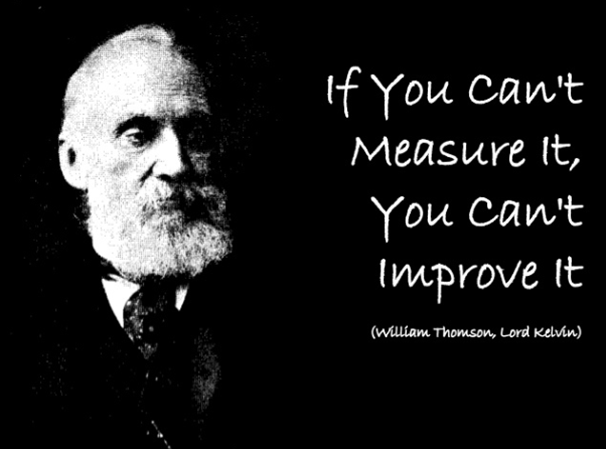 If You Can't
Measure It,
You Can't
Improve It
(William Thomson, Lord Kelvin)